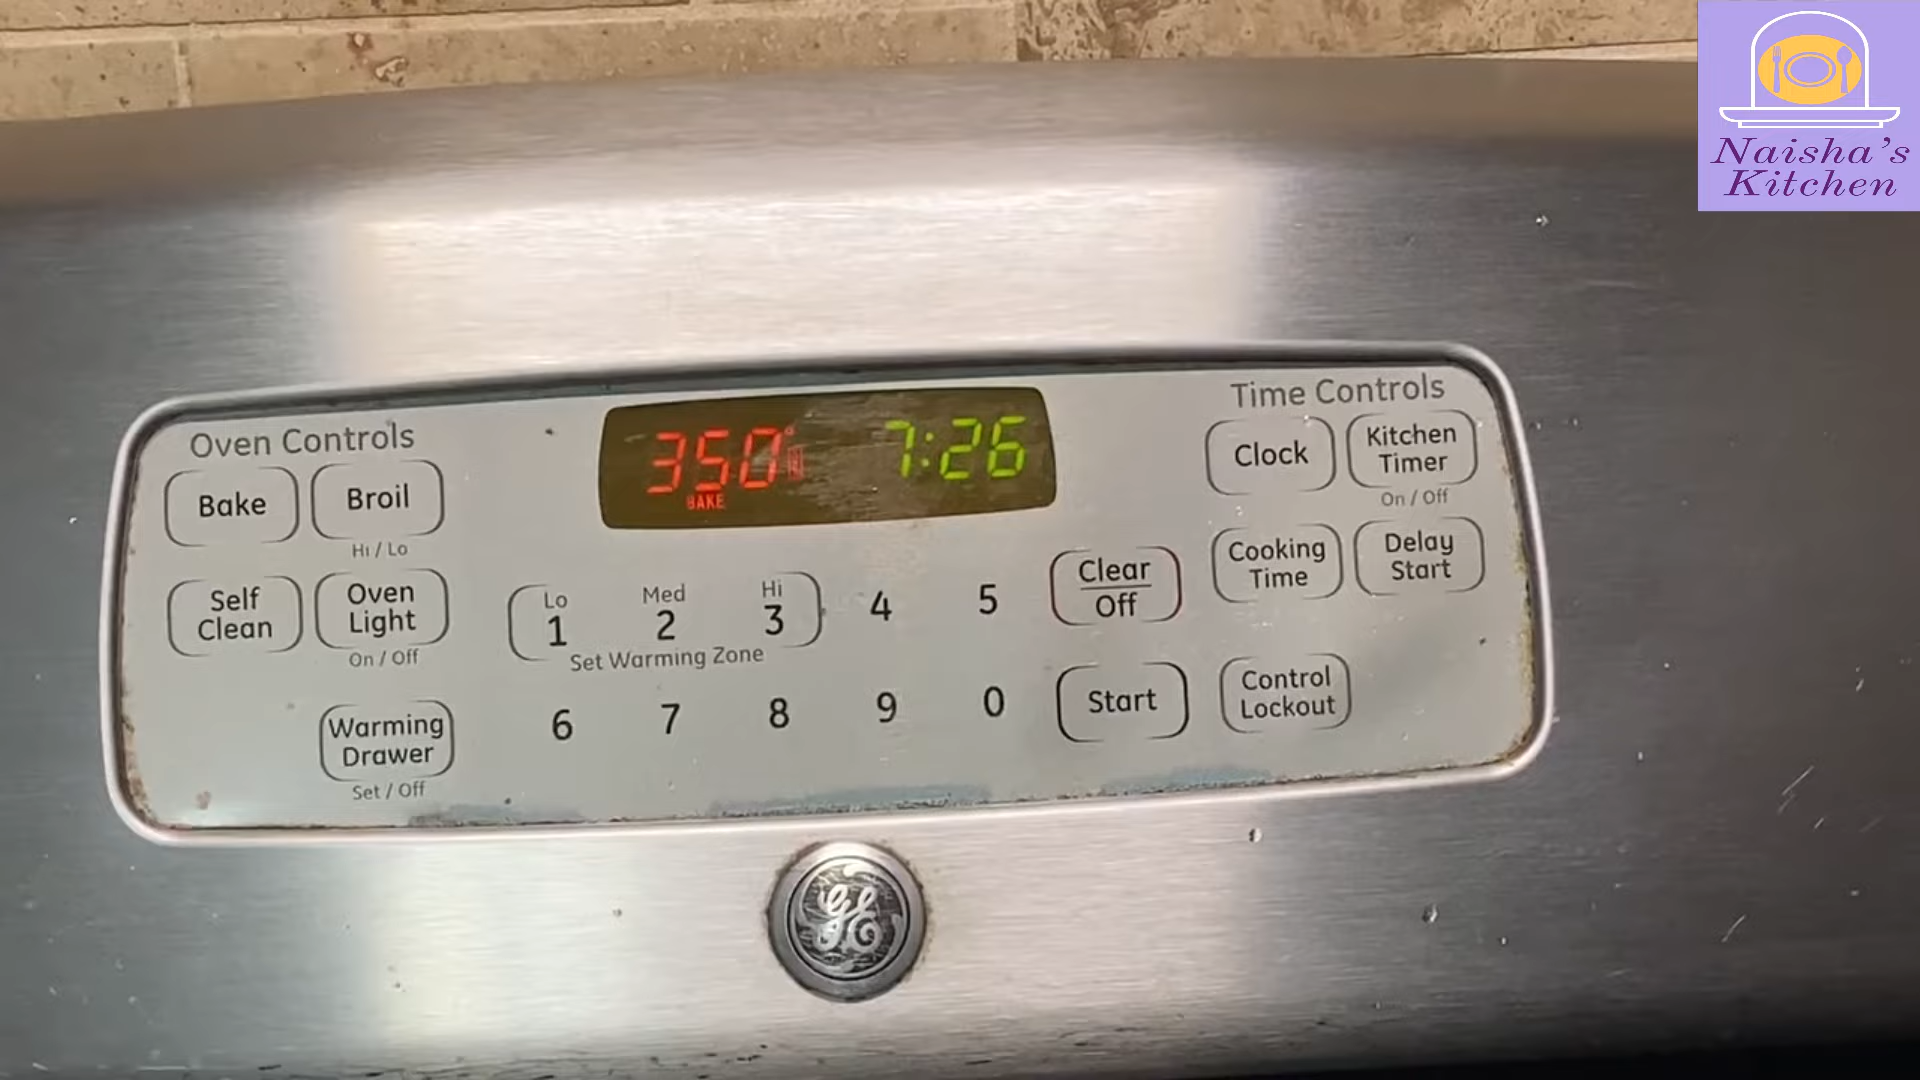 Naisha's
Kitchen
Oven Controls
Bake
Broil
Hi / Lo
Self
Clean
Oven
Light
On / Off
Warming
Drawer
Set / Off
350°
BAKE
7:26
Lo
1
Med
2
Hi
3
4
5
Set Warming Zone
6
7
8
9
0
Clear
Off
Start
Time Controls
Clock
Kitchen
Timer
On / Off
Cooking
Time
Delay
Start
Control
Lockout
GE